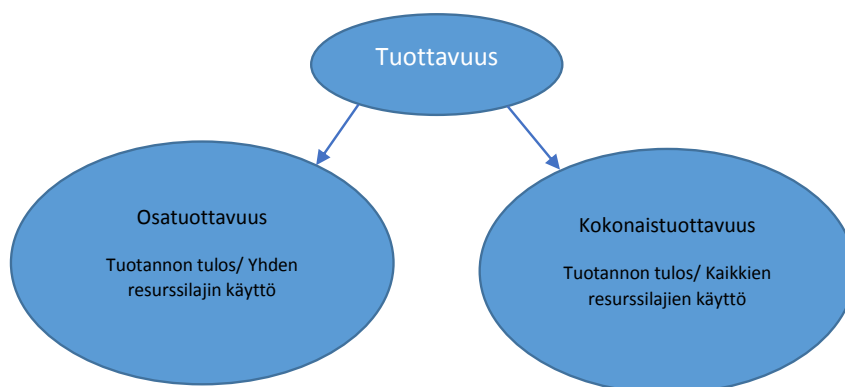 Tuottavuus
Osatuottavuus
Tuotannon tulos/ Yhden
resurssilajin käyttö
Kokonaistuottavuus
Tuotannon tulos/ Kaikkien
resurssilajien käyttö